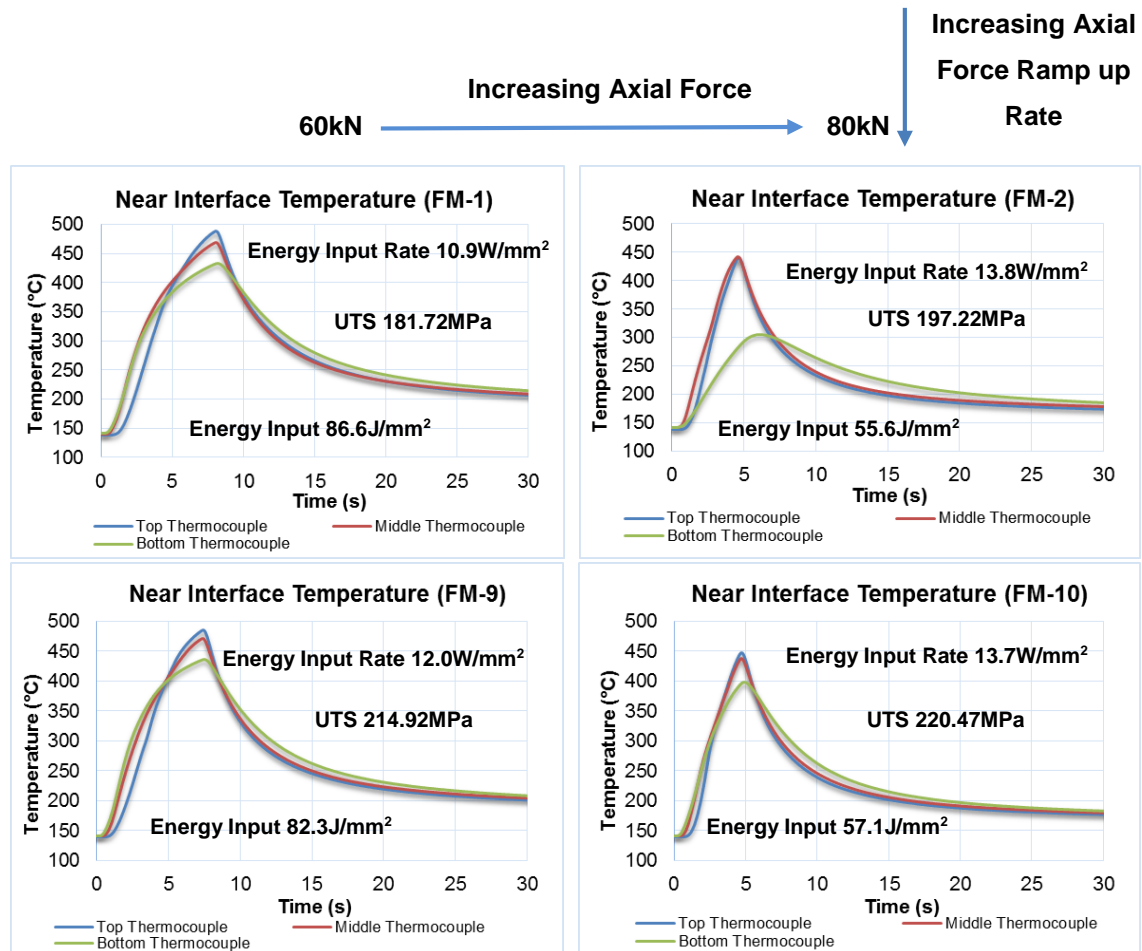 Increasing Axial
Force Ramp up
Rate
Increasing Axial Force
60kN
80kN
Near Interface Temperature (FM-1)
Temperature (°C)
500
450
400
350
300
250
200
150
100
Energy Input Rate 10.9W/mm²
UTS 181.72MPa
Energy Input 86.6J/mm²
0 5 10 15 20 25 30
Time (s)
Top Thermocouple Middle Thermocouple
Bottom Thermocouple
Near Interface Temperature (FM-2)
Temperature (°C)
500
450
400
350
300
250
200
150
100
Energy Input Rate 13.8W/mm²
UTS 197.22MPa
Energy Input 55.6J/mm²
0 5 10 15 20 25 30
Time (s)
Top Thermocouple Middle Thermocouple
Bottom Thermocouple
Near Interface Temperature (FM-9)
Temperature (°C)
500
450
400
350
300
250
200
150
100
Energy Input Rate 12.0W/mm²
UTS 214.92MPa
Energy Input 82.3J/mm²
0 5 10 15 20 25 30
Time (s)
Top Thermocouple Middle Thermocouple
Bottom Thermocouple
Near Interface Temperature (FM-10)
Temperature (°C)
500
450
400
350
300
250
200
150
100
Energy Input Rate 13.7W/mm²
UTS 220.47MPa
Energy Input 57.1J/mm²
0 5 10 15 20 25 30
Time (s)
Top Thermocouple Middle Thermocouple
Bottom Thermocouple